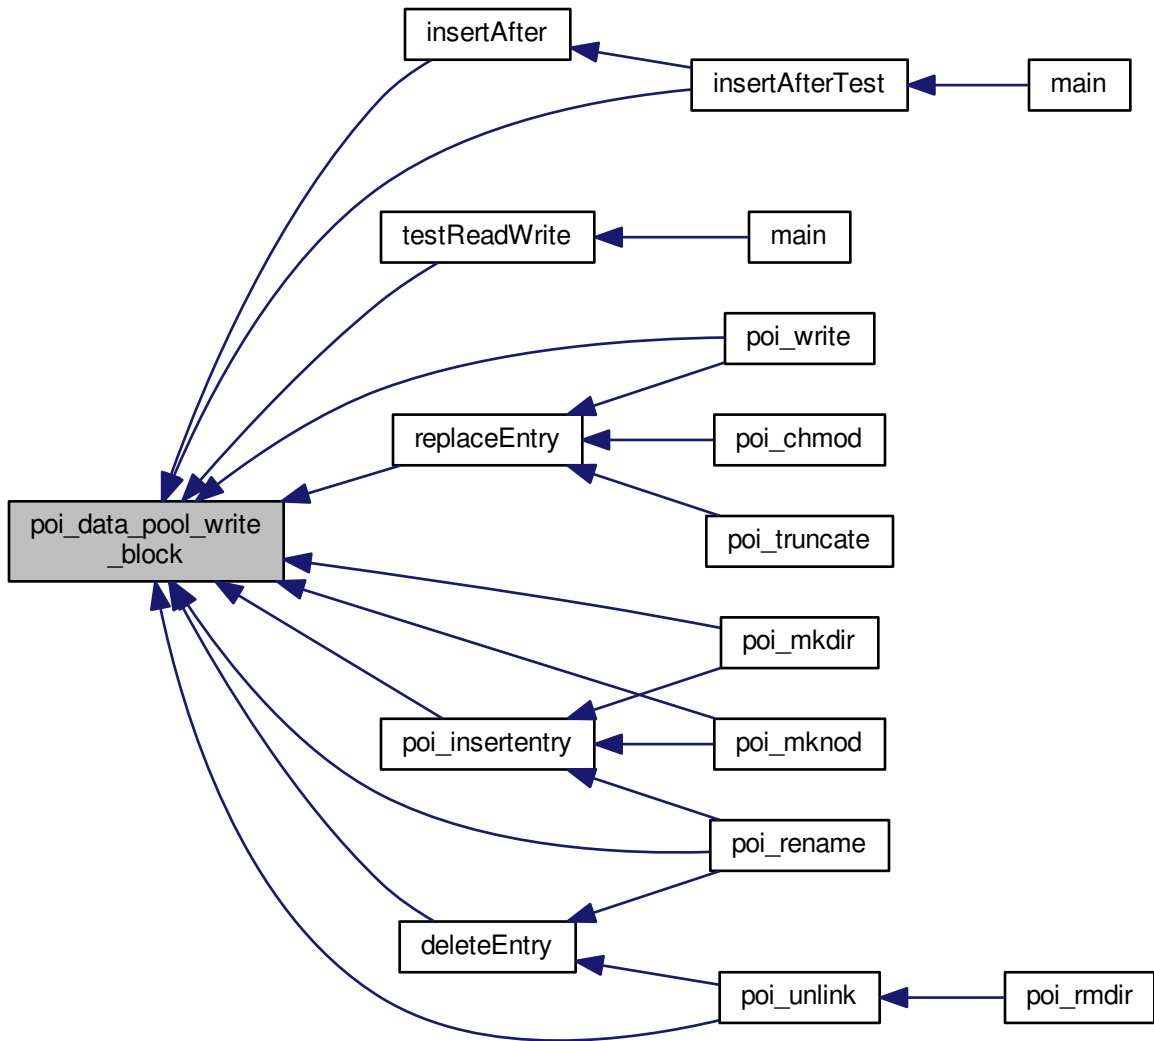 insertAfter
insertAfterTest
main
testReadWrite
main
poi_write
replaceEntry
poi_chmod
poi_data_pool_write
_block
poi_truncate
poi_mkdir
poi_insertentry
poi_mknod
poi_rename
deleteEntry
poi_unlink
poi_rmdir